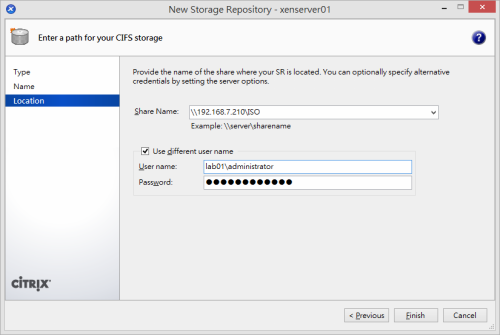 New Storage Repository - xenserver01
Enter a path for your CIFS storage
?
Type
Name
Location
Provide the name of the share where your SR is located. You can optionally specify alternative
credentials by setting the server options.
Share Name: \\192.168.7.210\ISO
Example: \\server\sharename
Use different user name
User name: lab01\administrator
Password: ●●●●●●●●●●●●
CITRIX
< Previous Finish Cancel